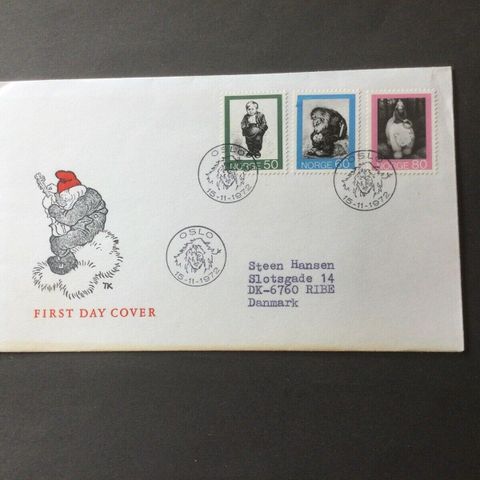 NORGE 50
NORGE 60
NORGE 80
OSLO
15-11-1972
OSLO
15-11-1972
OSLO
15-11-1972
TK
FIRST DAY COVER
Steen Hansen
Slotsgade 14
DK-6760 RIBE
Danmark